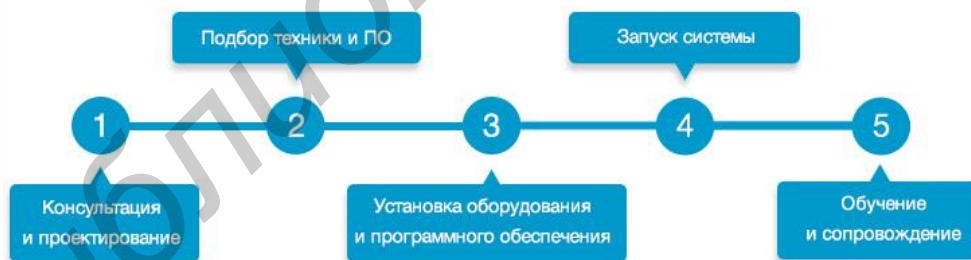 Подбор техники и ПО
Запуск системы
1
2
3
4
5
Консультация
и проектирование
Установка оборудования
и программного обеспечения
Обучение
и сопровождение